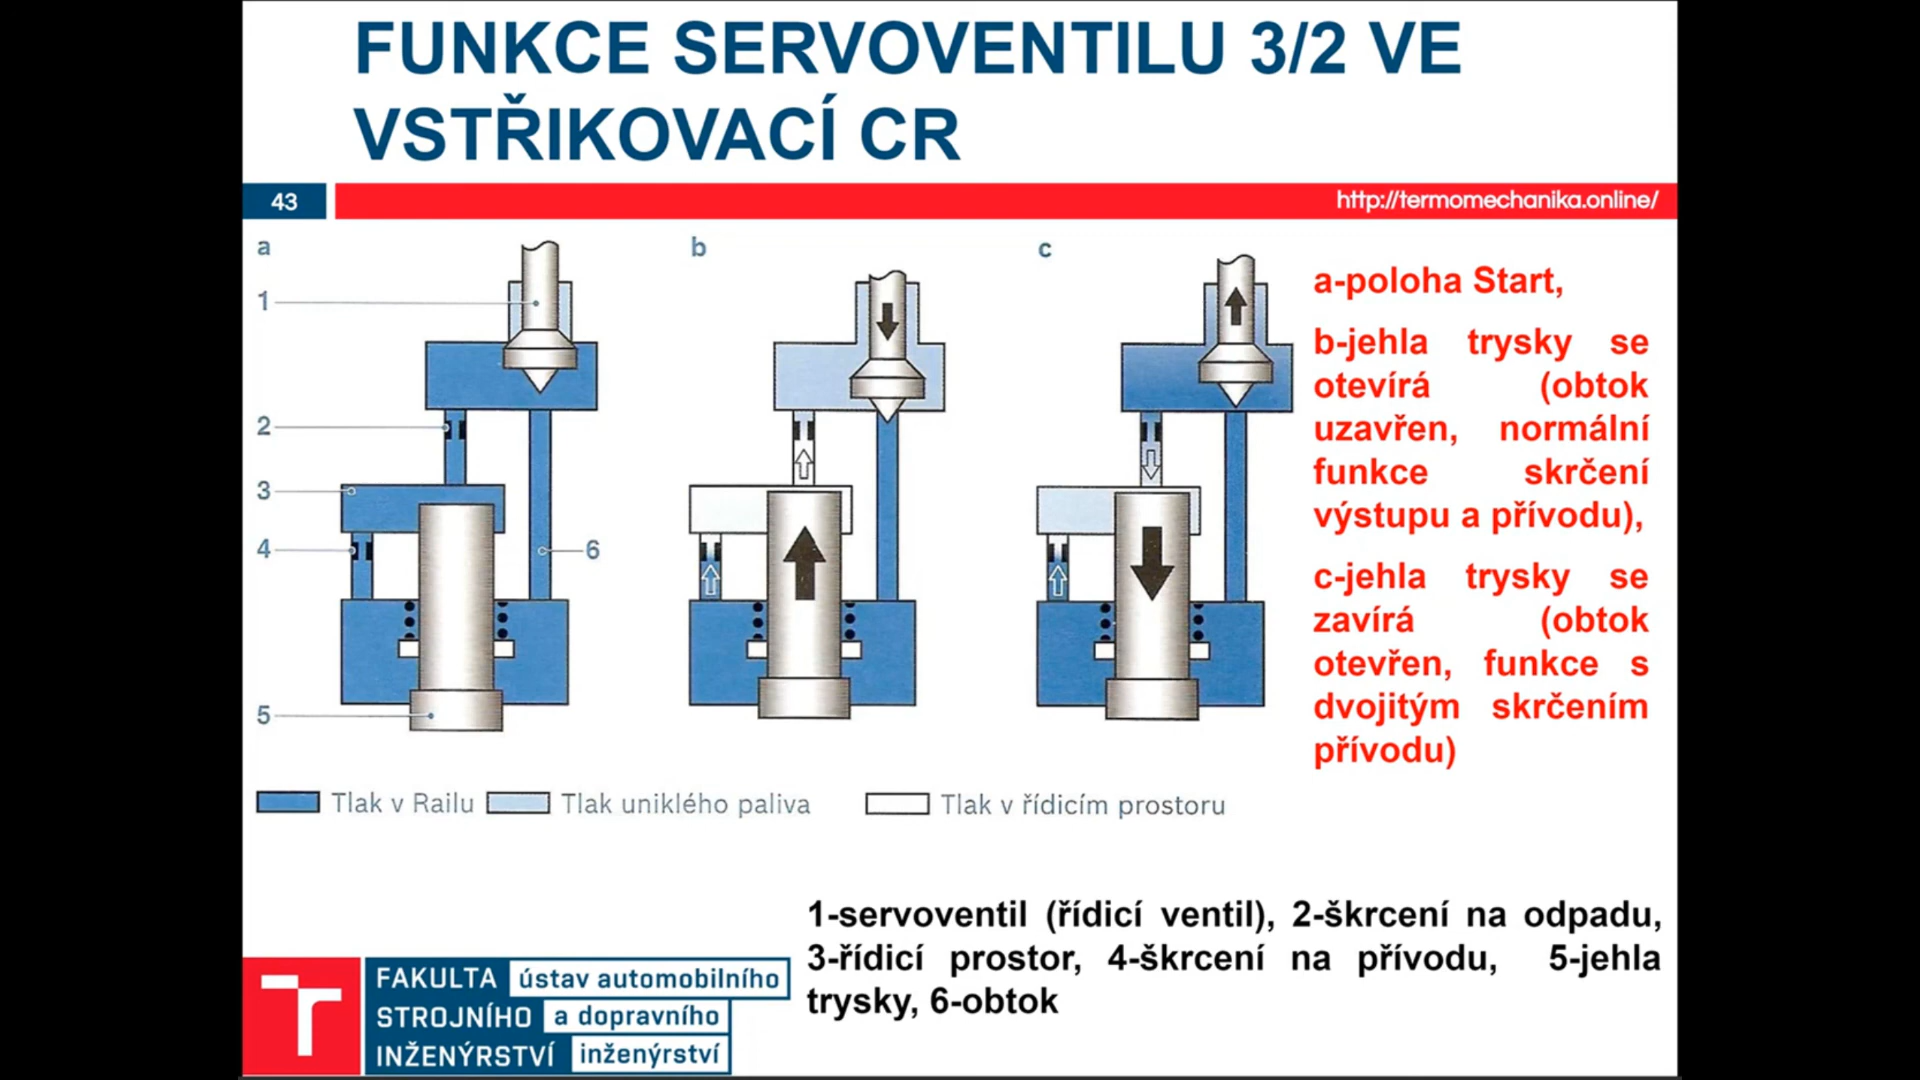 FUNKCE SERVOVENTILU 3/2 VE
VSTŘIKOVACÍ CR
43
http://termomechanika.online/
a
b
c
1
2
3
4
5
6
a-poloha Start,
b-jehla trysky se
otevírá (obtok
uzavřen, normální
funkce skrčení
výstupu a přívodu),
c-jehla trysky se
zavírá (obtok
otevřen, funkce s
dvojitým skrčením
přívodu)
Tlak v Railu
Tlak uniklého paliva
Tlak v řídicím prostoru
1-servoventil (řídicí ventil), 2-škrcení na odpadu,
3-řídicí prostor, 4-škrcení na přívodu, 5-jehla
trysky, 6-obtok
FAKULTA ústav automobilního
STROJNÍHO a dopravního
INŽENÝRSTVÍ inženýrství